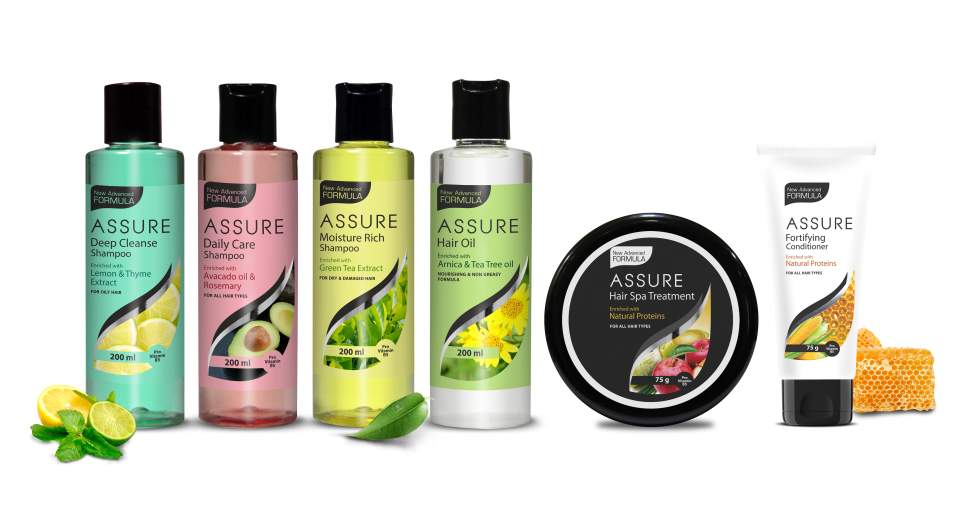 New Advanced
FORMULA
ASSURE
Deep Cleanse
Shampoo
Enriched with
Lemon & Thyme
Extract
FOR OILY HAIR
200 ml
Pro
Vitamin
B5
New Advanced
FORMULA
ASSURE
Daily Care
Shampoo
Enriched with
Avacado oil &
Rosemary
FOR ALL HAIR TYPES
200 ml
Pro
Vitamin
B5
New Advanced
FORMULA
ASSURE
Moisture Rich
Shampoo
Enriched with
Green Tea Extract
FOR DRY & DAMAGED HAIR
200 ml
Pro
Vitamin
B5
New Advanced
FORMULA
ASSURE
Hair Oil
Enriched with
Arnica & Tea Tree oil
NOURISHING & NON GREASY
FORMULA
200 ml
Pro
Vitamin
B5
New Advanced
FORMULA
ASSURE
Hair Spa Treatment
Enriched with
Natural Proteins
FOR ALL HAIR TYPES
75 g
Pro
Vitamin
B5
New Advanced
FORMULA
ASSURE
Fortifying
Conditioner
Enriched with
Natural Proteins
FOR ALL HAIR TYPES
75 g
Pro
Vitamin
B5